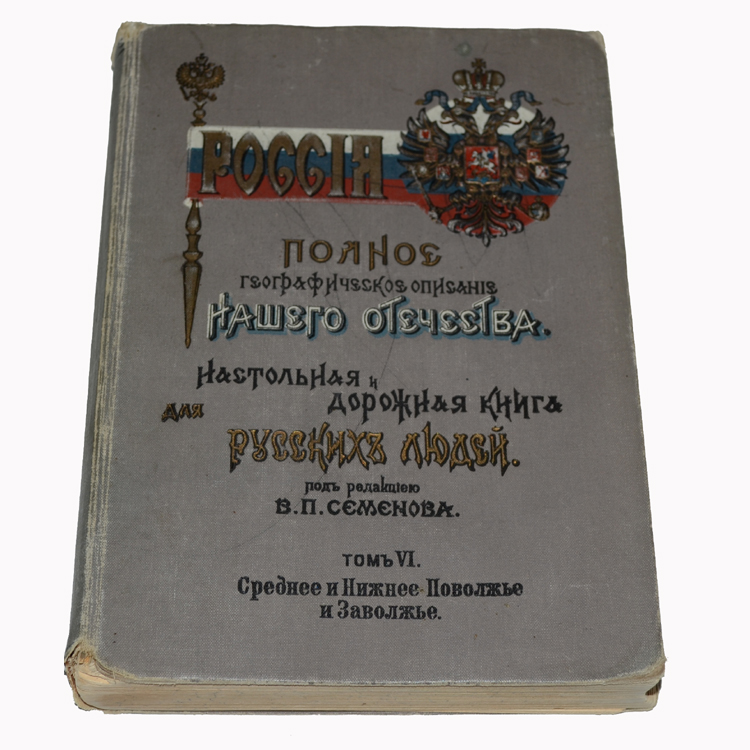 РОССІЯ
ПОЛНОЕ
ГЕОГРАФИЧЕСКОЕ ОПИСАНІЕ
НАШЕГО ОТЕЧЕСТВА.
НАСТОЛЬНАЯ И
ДОРОЖНАЯ КНИГА
ДЛЯ
РУССКИХЪ ЛЮДЕЙ.
ПОДЪ РЕДАКЦІЕЮ
В.П. СЕМЕНОВА.
ТОМЪ VI.
Среднее и Нижнее Поволжье
и Заволжье.